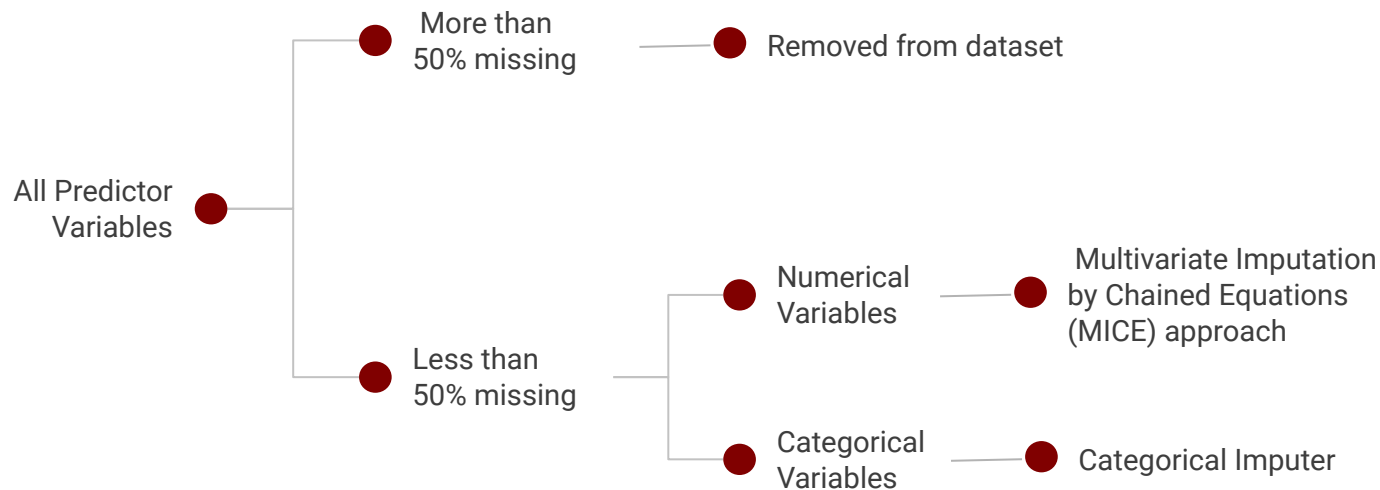 More than
50% missing
Removed from dataset
All Predictor
Variables
Less than
50% missing
Numerical
Variables
Multivariate Imputation
by Chained Equations
(MICE) approach
Categorical
Variables
Categorical Imputer